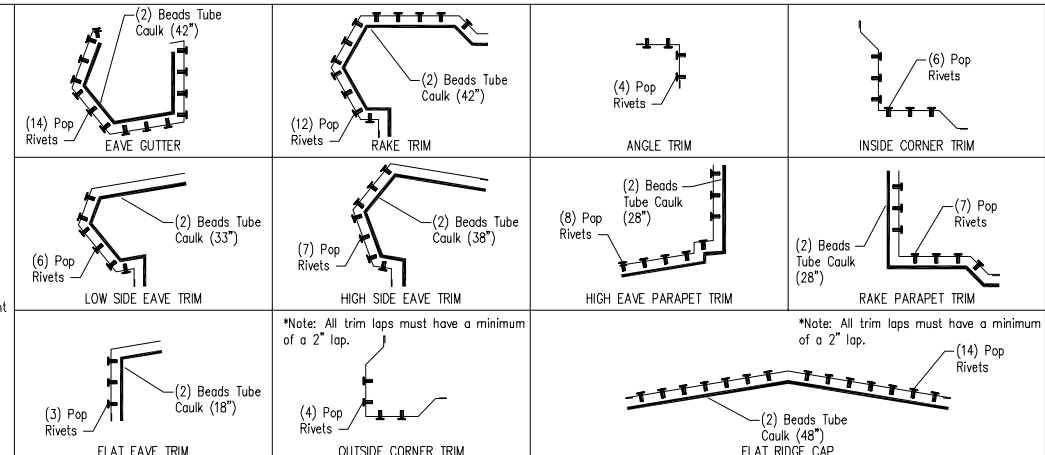 (2) Beads Tube
Caulk (42")
(14) Pop
Rivets
EAVE GUTTER
(2) Beads Tube
Caulk (42")
(12) Pop
Rivets
RAKE TRIM
(4) Pop
Rivets
ANGLE TRIM
(6) Pop
Rivets
INSIDE CORNER TRIM
(2) Beads Tube
Caulk (33")
(6) Pop
Rivets
LOW SIDE EAVE TRIM
(2) Beads Tube
Caulk (38")
(7) Pop
Rivets
HIGH SIDE EAVE TRIM
(2) Beads
Tube Caulk
(28")
(8) Pop
Rivets
HIGH EAVE PARAPET TRIM
(7) Pop
Rivets
(2) Beads
Tube Caulk
(28")
RAKE PARAPET TRIM
(2) Beads Tube
Caulk (18")
(3) Pop
Rivets
FLAT EAVE TRIM
*Note: All trim laps must have a minimum
of a 2" lap.
(4) Pop
Rivets
OUTSIDE CORNER TRIM
*Note: All trim laps must have a minimum
of a 2" lap.
(14) Pop
Rivets
(2) Beads Tube
Caulk (48")
FLAT RIDGE CAP